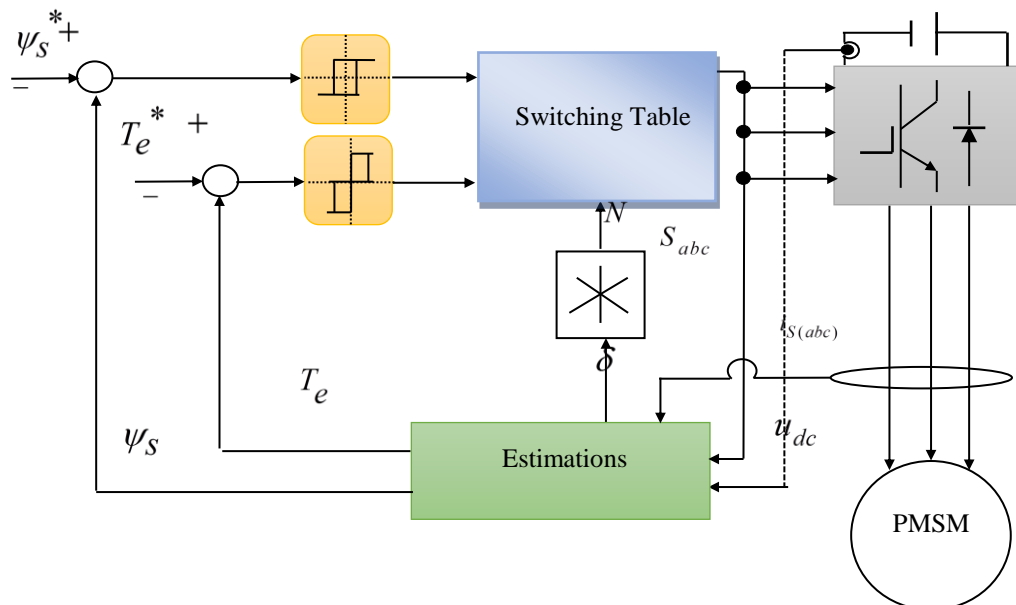 ψs* +
−
Te* +
−
Switching Table
N
Sabc
iS(abc)
δ
Te
udc
ψs
Estimations
PMSM